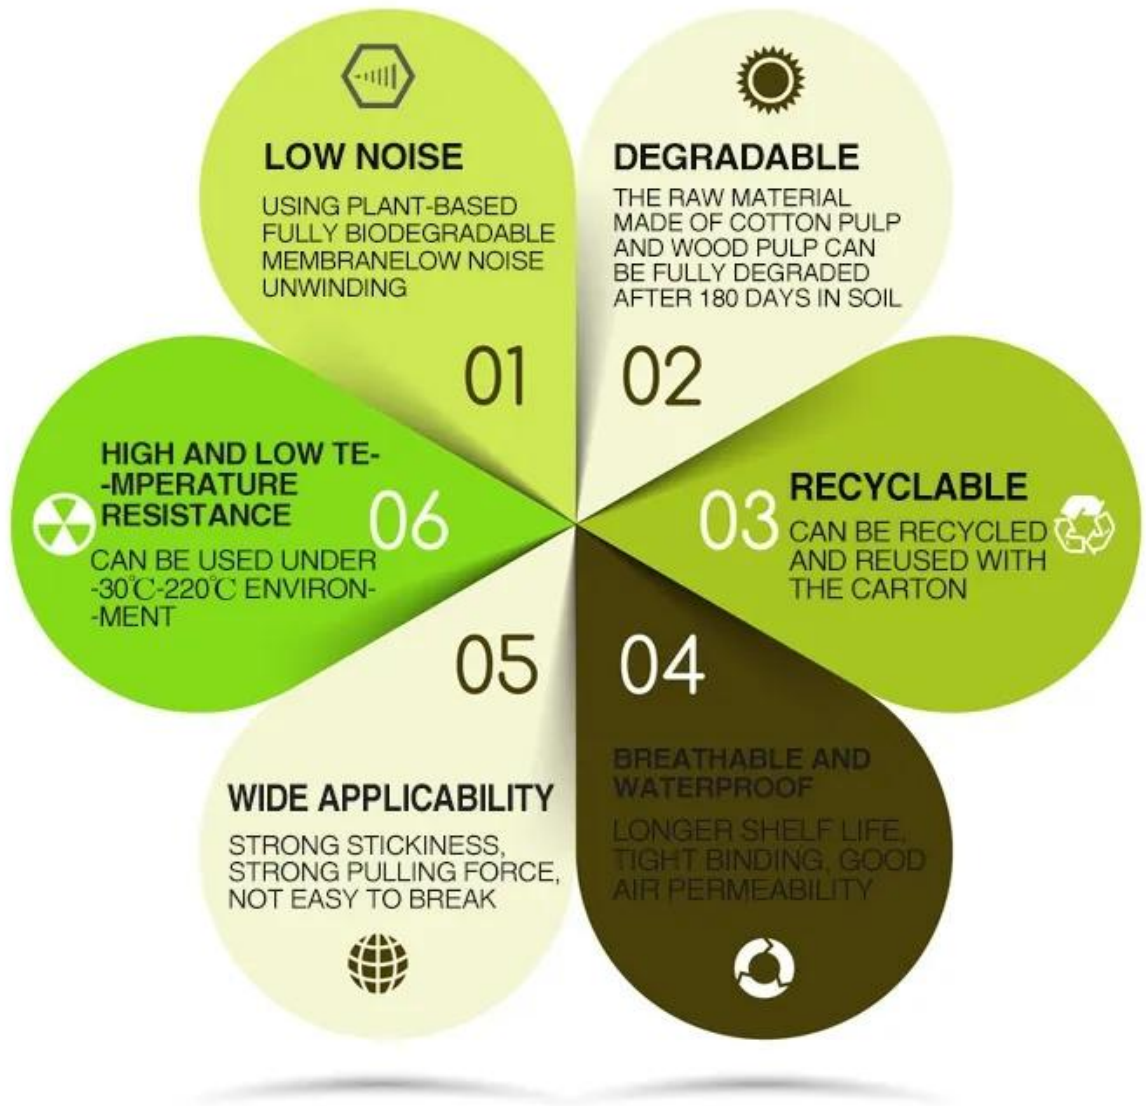 LOW NOISE
USING PLANT-BASED
FULLY BIODEGRADABLE
MEMBRANELOW NOISE
UNWINDING
01
DEGRADABLE
THE RAW MATERIAL
MADE OF COTTON PULP
AND WOOD PULP CAN
BE FULLY DEGRADED
AFTER 180 DAYS IN SOIL
02
RECYCLABLE
CAN BE RECYCLED
AND REUSED WITH
THE CARTON
03
04
BREATHABLE AND
WATERPROOF
LONGER SHELF LIFE,
TIGHT BINDING, GOOD
AIR PERMEABILITY
05
WIDE APPLICABILITY
STRONG STICKINESS,
STRONG PULLING FORCE,
NOT EASY TO BREAK
HIGH AND LOW TE-
-MPERATURE
RESISTANCE
06
CAN BE USED UNDER
-30℃-220℃ ENVIRON-
-MENT